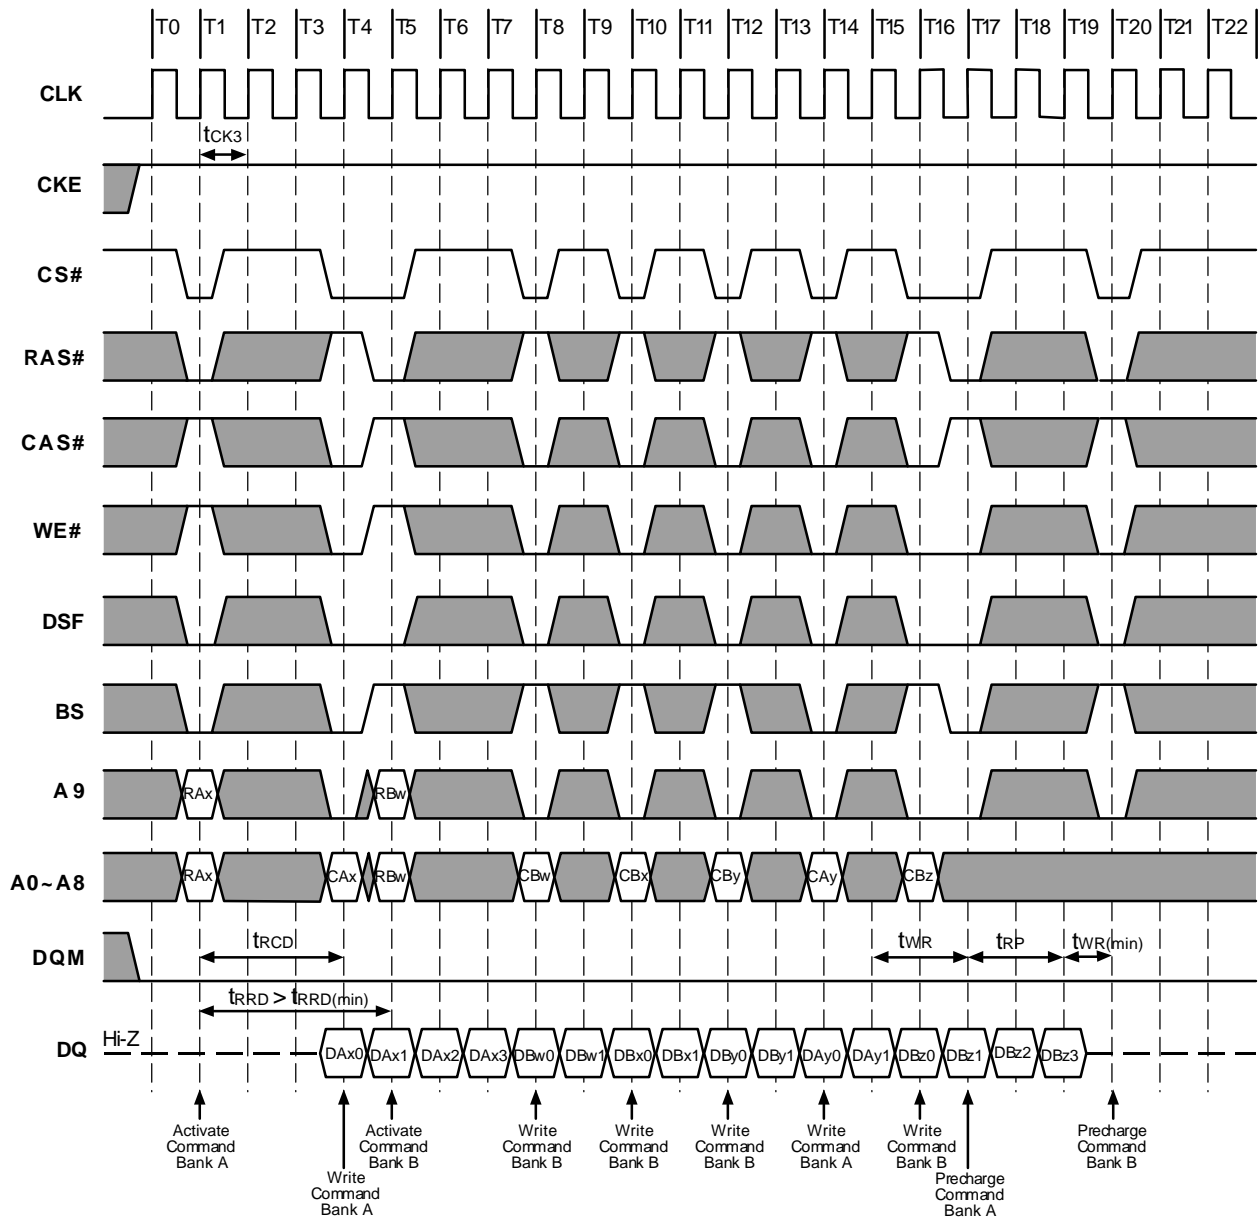 T0 T1 T2 T3 T4 T5 T6 T7 T8 T9 T10 T11 T12 T13 T14 T15 T16 T17 T18 T19 T20 T21 T22
CLK
tCK3
CKE
CS#
RAS#
CAS#
WE#
DSF
BS
A9
RAx RBw
A0~A8
RAx CAx RBw CBw CBx CBy CAy CBz
DQM
tRCD tWR tRP tWR(min)
tRRD > tRRD(min)
DQ
Hi-Z
DAx0 DAx1 DAx2 DAx3 DBw0 DBw1 DBx0 DBx1 DBy0 DBy1 DAy0 DAy1 DBz0 DBz1 DBz2 DBz3
Activate
Command
Bank A
Write
Command
Bank A
Activate
Command
Bank B
Write
Command
Bank B
Write
Command
Bank B
Write
Command
Bank B
Write
Command
Bank A
Write
Command
Bank B
Precharge
Command
Bank A
Precharge
Command
Bank B